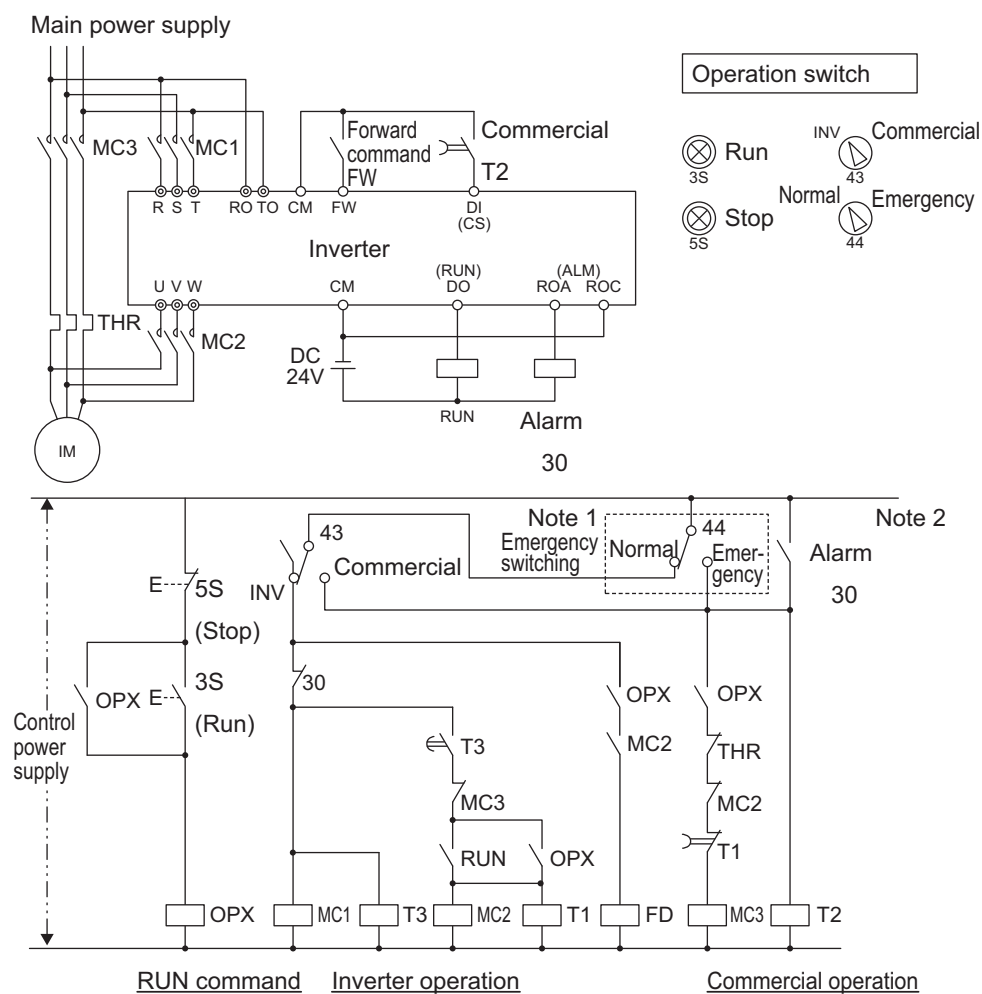 Main power supply
Operation switch
MC3
MC1
Forward
command
FW
Commercial
T2
Run
3S
INV
Commercial
43
Stop
5S
Normal
Emergency
44
R S T
RO TO
CM
FW
DI
(CS)
Inverter
U V W
CM
(RUN)
DO
(ALM)
ROA
ROC
THR
MC2
DC
24V
RUN
Alarm
30
IM
Note 1
Emergency
switching
Normal
44
Emer-
gency
Note 2
Alarm
30
43
INV
Commercial
E
5S
(Stop)
OPX
E
3S
(Run)
Control
power
supply
30
T3
MC3
RUN
OPX
OPX
MC2
OPX
THR
MC2
T1
OPX
MC1
T3
MC2
T1
FD
MC3
T2
RUN command
Inverter operation
Commercial operation